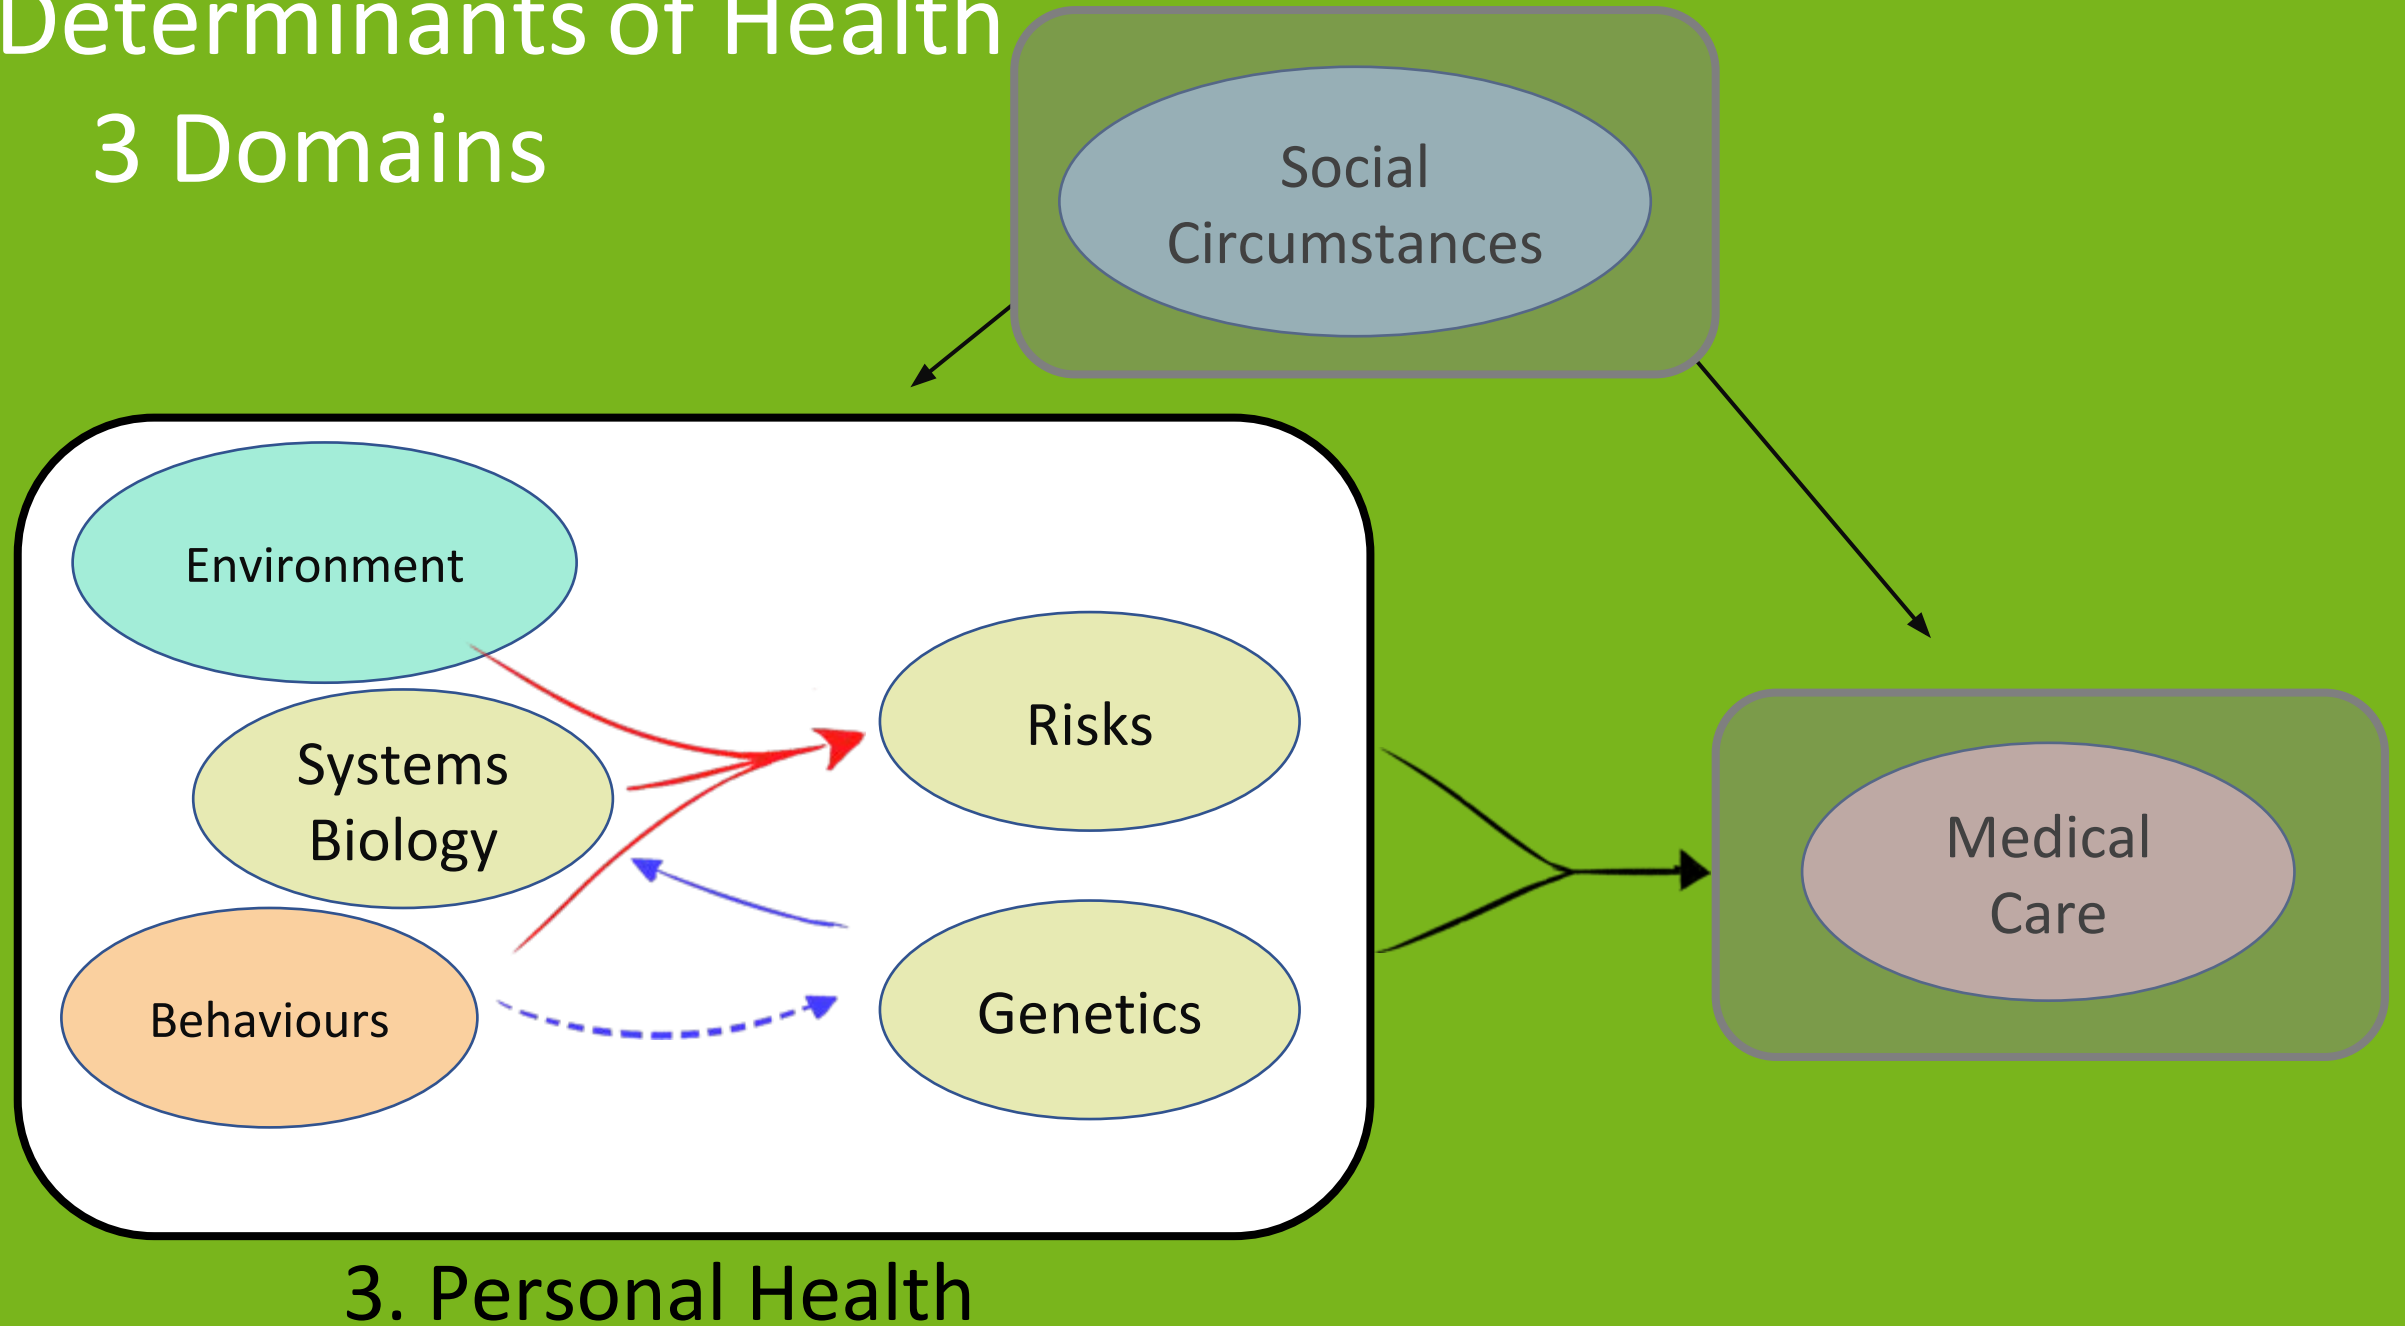 Determinants of Health
3 Domains
Social
Circumstances
Environment
Systems
Biology
Behaviours
Risks
Genetics
Medical
Care
3. Personal Health